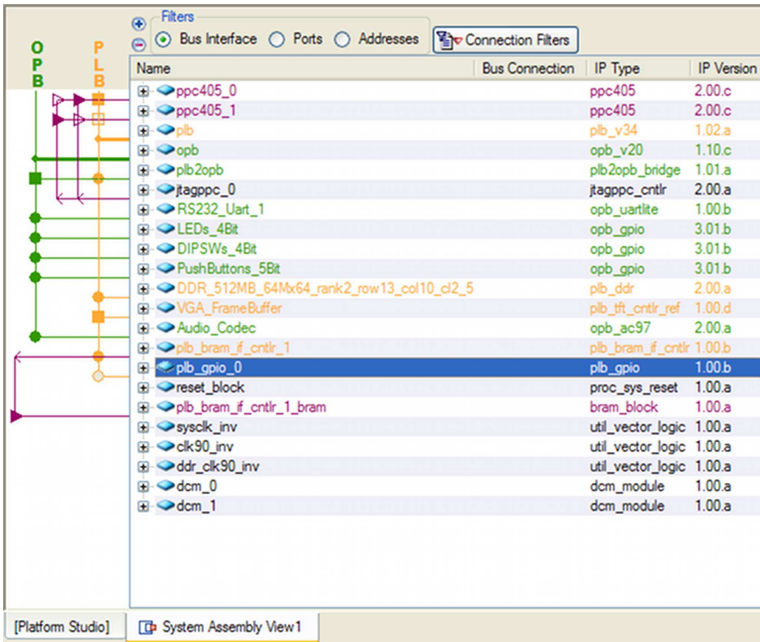 Filters
Bus Interface Ports Addresses Connection Filters
OPB PLB
Name Bus Connection IP Type IP Version
ppc405_0 ppc405 2.00.c
ppc405_1 ppc405 2.00.c
plb plb_v34 1.02.a
opb opb_v20 1.10.c
plb2opb plb2opb_bridge 1.01.a
jtagppc_0 jtagppc_cntlr 2.00.a
RS232_Uart_1 opb_uartlite 1.00.b
LEDs_4Bit opb_gpio 3.01.b
DIPSWs_4Bit opb_gpio 3.01.b
PushButtons_5Bit opb_gpio 3.01.b
DDR_512MB_64Mx64_rank2_row13_col10_cl2_5 plb_ddr 2.00.a
VGA_FrameBuffer plb_tft_cntlr_ref 1.00.d
Audio_Codec opb_ac97 2.00.a
plb_bram_if_cntlr_1 plb_bram_if_cntlr 1.00.b
plb_gpio_0 plb_gpio 1.00.b
reset_block proc_sys_reset 1.00.a
plb_bram_if_cntlr_1_bram bram_block 1.00.a
sysclk_inv util_vector_logic 1.00.a
clk90_inv util_vector_logic 1.00.a
ddr_clk90_inv util_vector_logic 1.00.a
dcm_0 dcm_module 1.00.a
dcm_1 dcm_module 1.00.a
[Platform Studio] System Assembly View1